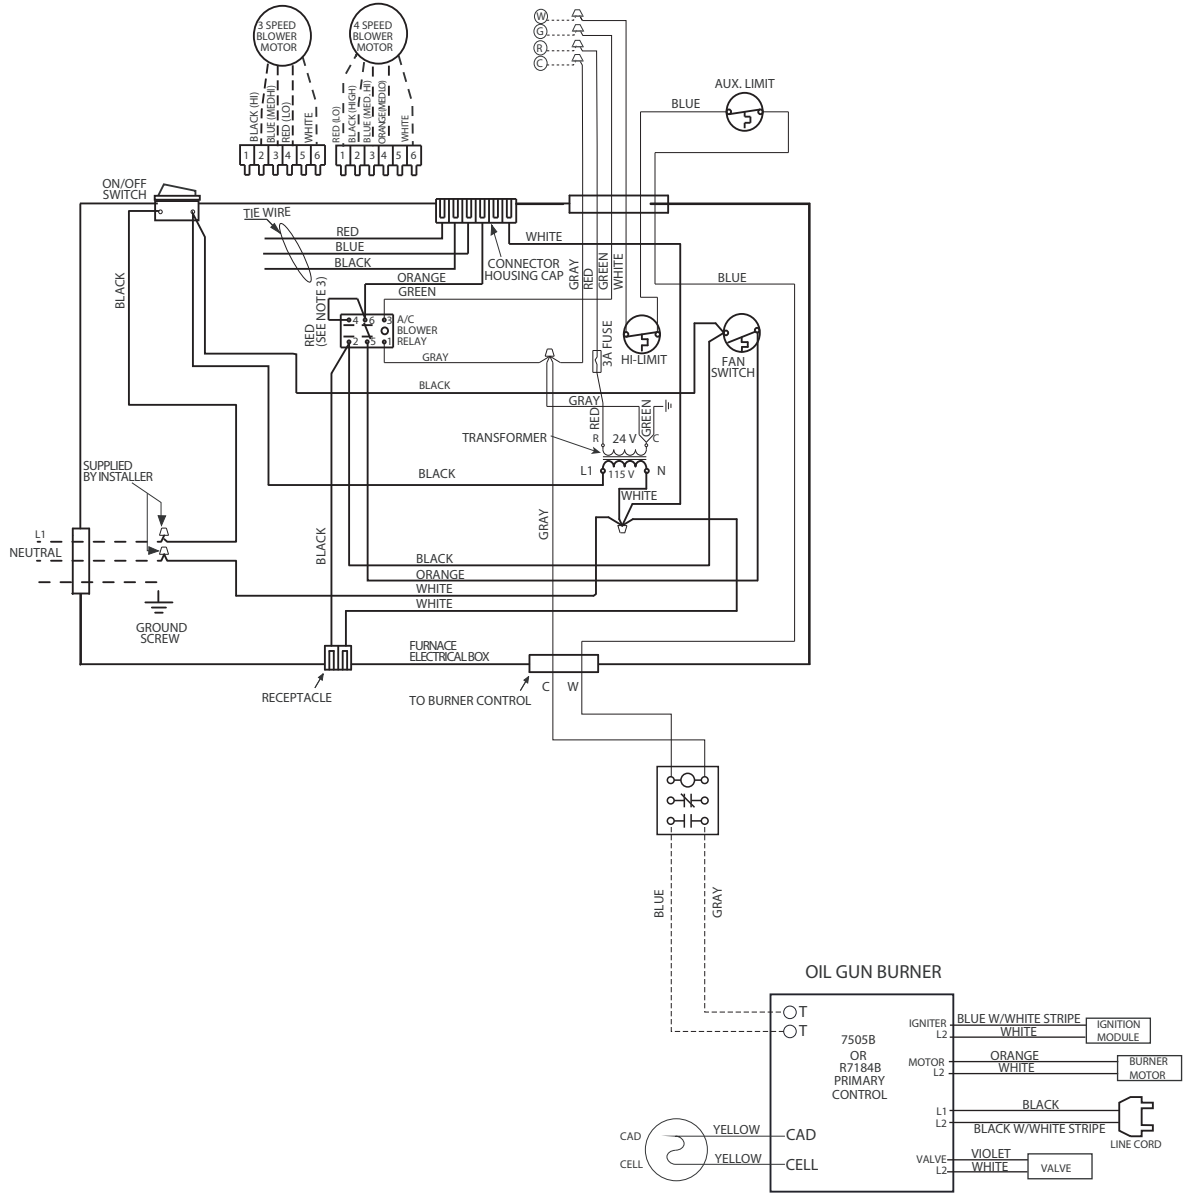 3 SPEED
BLOWER
MOTOR
4 SPEED
BLOWER
MOTOR
W
G
R
C
AUX. LIMIT
BLUE
BLACK (HI)
BLUE (MEDHI)
RED (LO)
WHITE
RED (LO)
BLACK (HIGH)
BLUE (MED. HI)
ORANGE(MEDLO)
WHITE
1 2 3 4 5 6
1 2 3 4 5 6
ON/OFF
SWITCH
TIE WIRE
RED
BLUE
BLACK
WHITE
CONNECTOR
HOUSING CAP
ORANGE
GREEN
GRAY
RED
GREEN
WHITE
BLUE
BLACK
RED
(SEE NOTE 3)
4 6 3
2 5 1
A/C
BLOWER
RELAY
GRAY
3A FUSE
HI-LIMIT
FAN
SWITCH
BLACK
GRAY
RED
GREEN
TRANSFORMER
R
24 V
C
L1
115 V
N
BLACK
WHITE
SUPPLIED
BY INSTALLER
L1
NEUTRAL
BLACK
GRAY
BLACK
ORANGE
WHITE
WHITE
GROUND
SCREW
FURNACE
ELECTRICAL BOX
RECEPTACLE
TO BURNER CONTROL
C
W
BLUE
GRAY
OIL GUN BURNER
T
T
7505B
OR
R7184B
PRIMARY
CONTROL
IGNITER
L2
BLUE W/WHITE STRIPE
WHITE
IGNITION
MODULE
MOTOR
L2
ORANGE
WHITE
BURNER
MOTOR
L1
L2
BLACK
BLACK W/WHITE STRIPE
LINE CORD
CAD
CELL
YELLOW
YELLOW
CAD
CELL
VALVE
L2
VIOLET
WHITE
VALVE